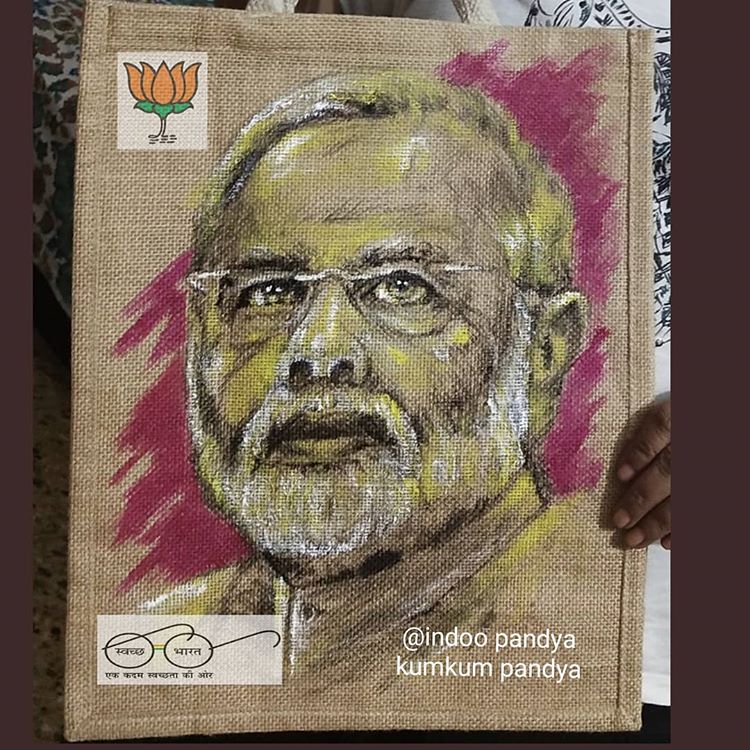 स्वच्छ भारत
एक कदम स्वच्छता की ओर
@indoo pandya
kumkum pandya